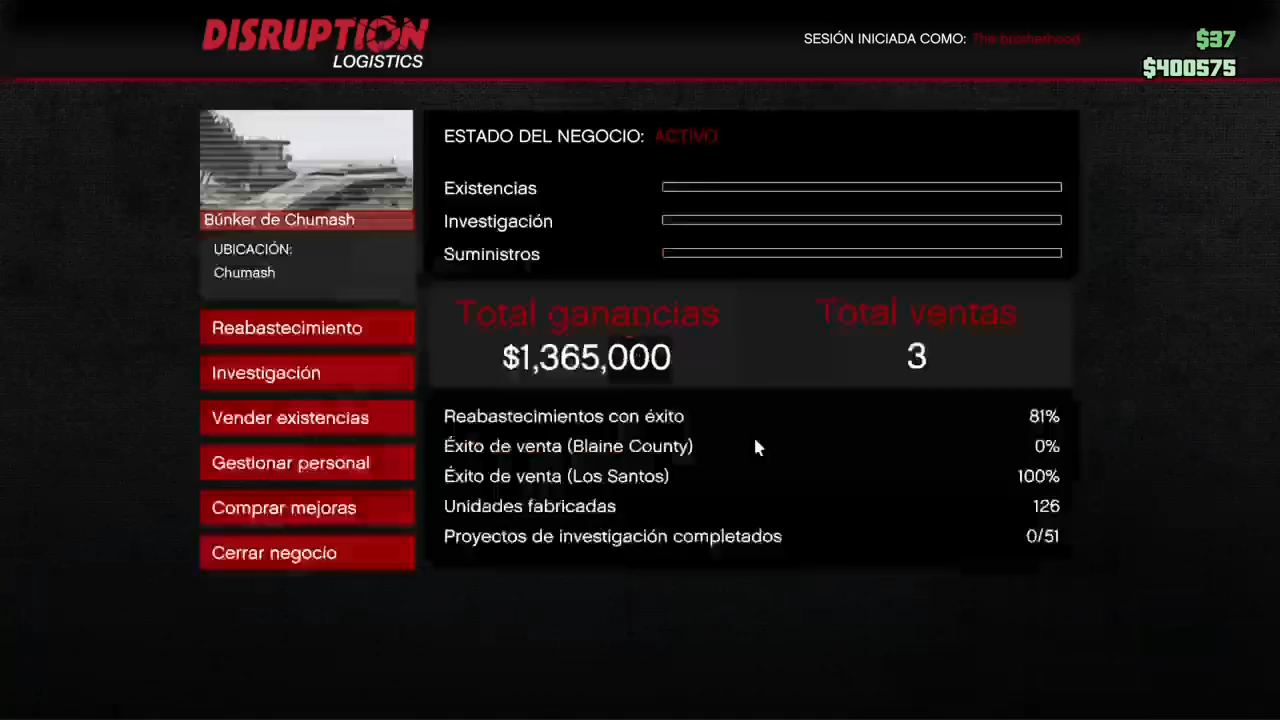 DISRUPTION
LOGISTICS
SESIÓN INICIADA COMO: The brosherhood
$37
$400575
Búnker de Chumash
UBICACIÓN:
Chumash
Reabastecimiento
Investigación
Vender existencias
Gestionar personal
Comprar mejoras
Cerrar negocio
ESTADO DEL NEGOCIO: ACTIVO
Existencias
Investigación
Suministros
Total ganancias
$1,365,000
Total ventas
3
Reabastecimientos con éxito 81%
Éxito de venta (Blaine County) 0%
Éxito de venta (Los Santos) 100%
Unidades fabricadas 126
Proyectos de investigación completados 0/51